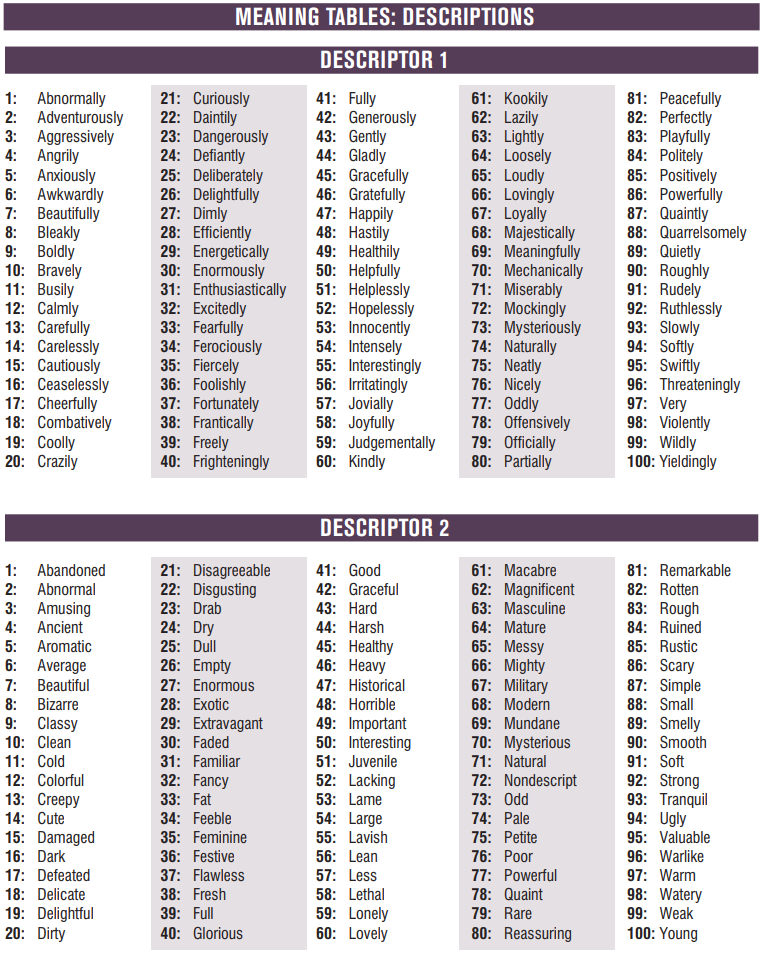 MEANING TABLES: DESCRIPTIONS
DESCRIPTOR 1
1: Abnormally
2: Adventurously
3: Aggressively
4: Angrily
5: Anxiously
6: Awkwardly
7: Beautifully
8: Bleakly
9: Boldly
10: Bravely
11: Busily
12: Calmly
13: Carefully
14: Carelessly
15: Cautiously
16: Ceaselessly
17: Cheerfully
18: Combatively
19: Coolly
20: Crazily
21: Curiously
22: Daintily
23: Dangerously
24: Defiantly
25: Deliberately
26: Delightfully
27: Dimly
28: Efficiently
29: Energetically
30: Enormously
31: Enthusiastically
32: Excitedly
33: Fearfully
34: Ferociously
35: Fiercely
36: Foolishly
37: Fortunately
38: Frantically
39: Freely
40: Frighteningly
41: Fully
42: Generously
43: Gently
44: Gladly
45: Gracefully
46: Gratefully
47: Happily
48: Hastily
49: Healthily
50: Helpfully
51: Helplessly
52: Hopelessly
53: Innocently
54: Intensely
55: Interestingly
56: Irritatingly
57: Jovially
58: Joyfully
59: Judgementally
60: Kindly
61: Kookily
62: Lazily
63: Lightly
64: Loosely
65: Loudly
66: Lovingly
67: Loyally
68: Majestically
69: Meaningfully
70: Mechanically
71: Miserably
72: Mockingly
73: Mysteriously
74: Naturally
75: Neatly
76: Nicely
77: Oddly
78: Offensively
79: Officially
80: Partially
81: Peacefully
82: Perfectly
83: Playfully
84: Politely
85: Positively
86: Powerfully
87: Quaintly
88: Quarrelsomely
89: Quietly
90: Roughly
91: Rudely
92: Ruthlessly
93: Slowly
94: Softly
95: Swiftly
96: Threateningly
97: Very
98: Violently
99: Wildly
100: Yieldingly
DESCRIPTOR 2
1: Abandoned
2: Abnormal
3: Amusing
4: Ancient
5: Aromatic
6: Average
7: Beautiful
8: Bizarre
9: Classy
10: Clean
11: Cold
12: Colorful
13: Creepy
14: Cute
15: Damaged
16: Dark
17: Defeated
18: Delicate
19: Delightful
20: Dirty
21: Disagreeable
22: Disgusting
23: Drab
24: Dry
25: Dull
26: Empty
27: Enormous
28: Exotic
29: Extravagant
30: Faded
31: Familiar
32: Fancy
33: Fat
34: Feeble
35: Feminine
36: Festive
37: Flawless
38: Fresh
39: Full
40: Glorious
41: Good
42: Graceful
43: Hard
44: Harsh
45: Healthy
46: Heavy
47: Historical
48: Horrible
49: Important
50: Interesting
51: Juvenile
52: Lacking
53: Lame
54: Large
55: Lavish
56: Lean
57: Less
58: Lethal
59: Lonely
60: Lovely
61: Macabre
62: Magnificent
63: Masculine
64: Mature
65: Messy
66: Mighty
67: Military
68: Modern
69: Mundane
70: Mysterious
71: Natural
72: Nondescript
73: Odd
74: Pale
75: Petite
76: Poor
77: Powerful
78: Quaint
79: Rare
80: Reassuring
81: Remarkable
82: Rotten
83: Rough
84: Ruined
85: Rustic
86: Scary
87: Simple
88: Small
89: Smelly
90: Smooth
91: Soft
92: Strong
93: Tranquil
94: Ugly
95: Valuable
96: Warlike
97: Warm
98: Watery
99: Weak
100: Young